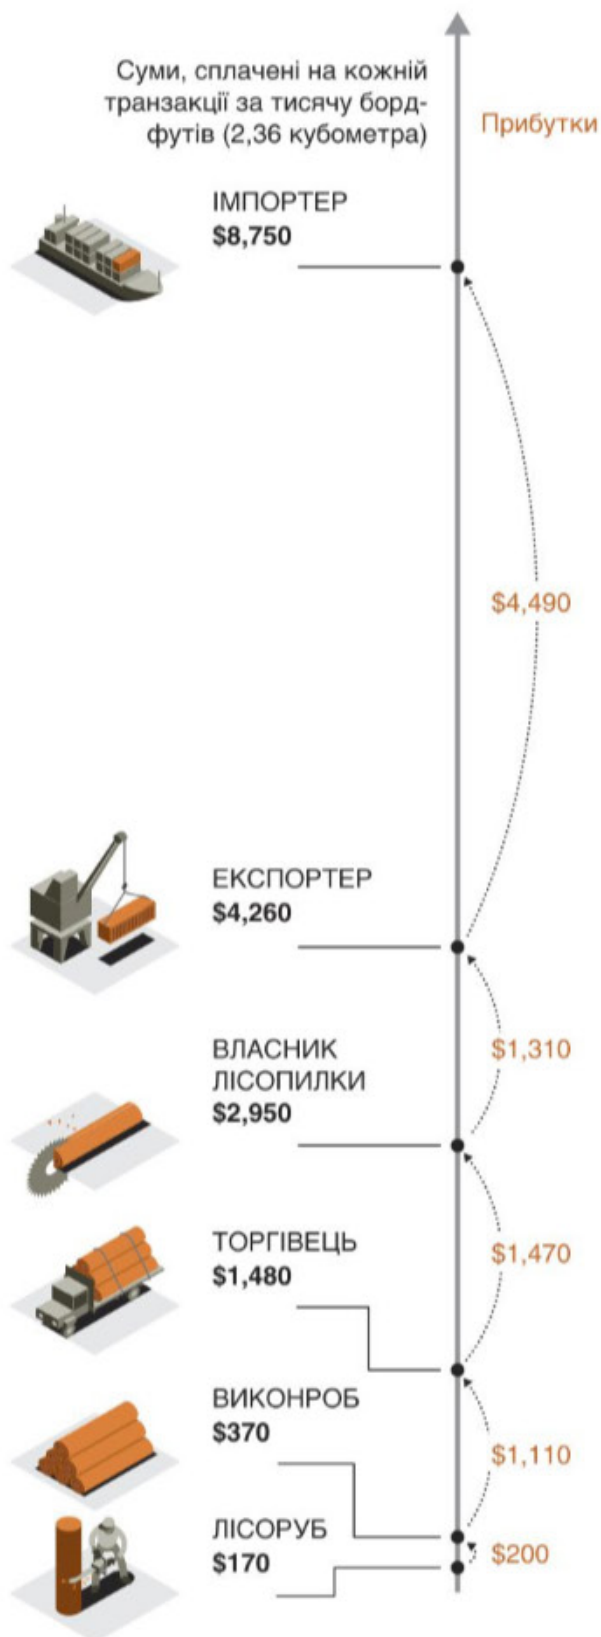 Суми, сплачені на кожній
транзакції за тисячу борд-
футів (2,36 кубометра)
Прибутки
ІМПОРТЕР
$8,750
$4,490
ЕКСПОРТЕР
$4,260
$1,310
ВЛАСНИК
ЛІСОПИЛКИ
$2,950
$1,470
ТОРГІВЕЦЬ
$1,480
$1,110
ВИКОНРОБ
$370
$200
ЛІСОРУБ
$170